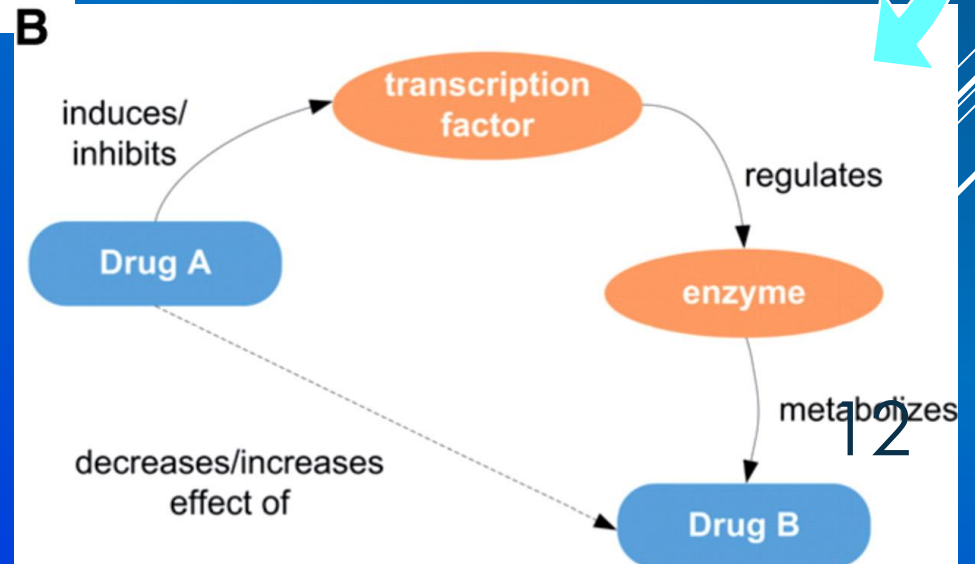 B
transcription
factor
induces/
inhibits
regulates
Drug A
enzyme
metabolizes
12
decreases/increases
effect of
Drug B